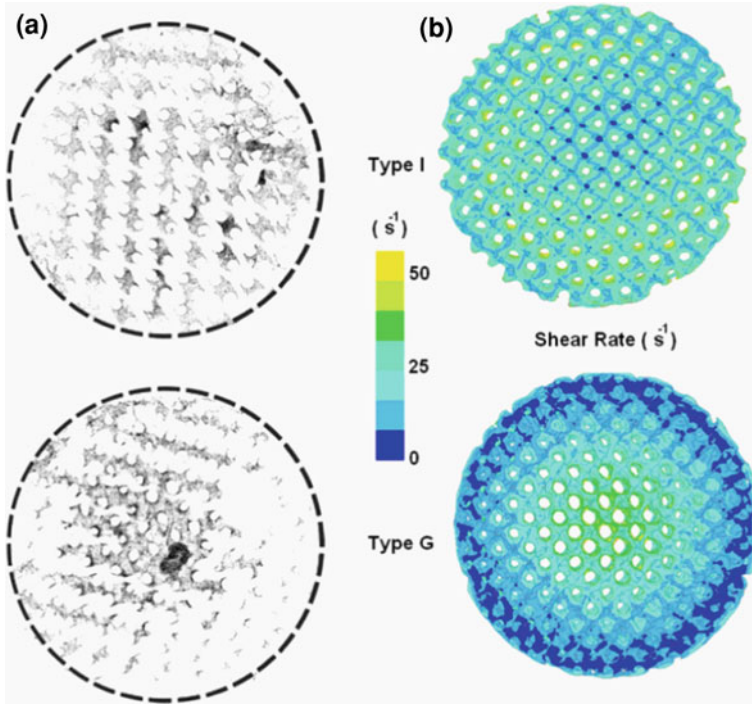 (a)
(b)
Type I
( s⁻¹ )
50
25
0
Shear Rate ( s⁻¹ )
Type G